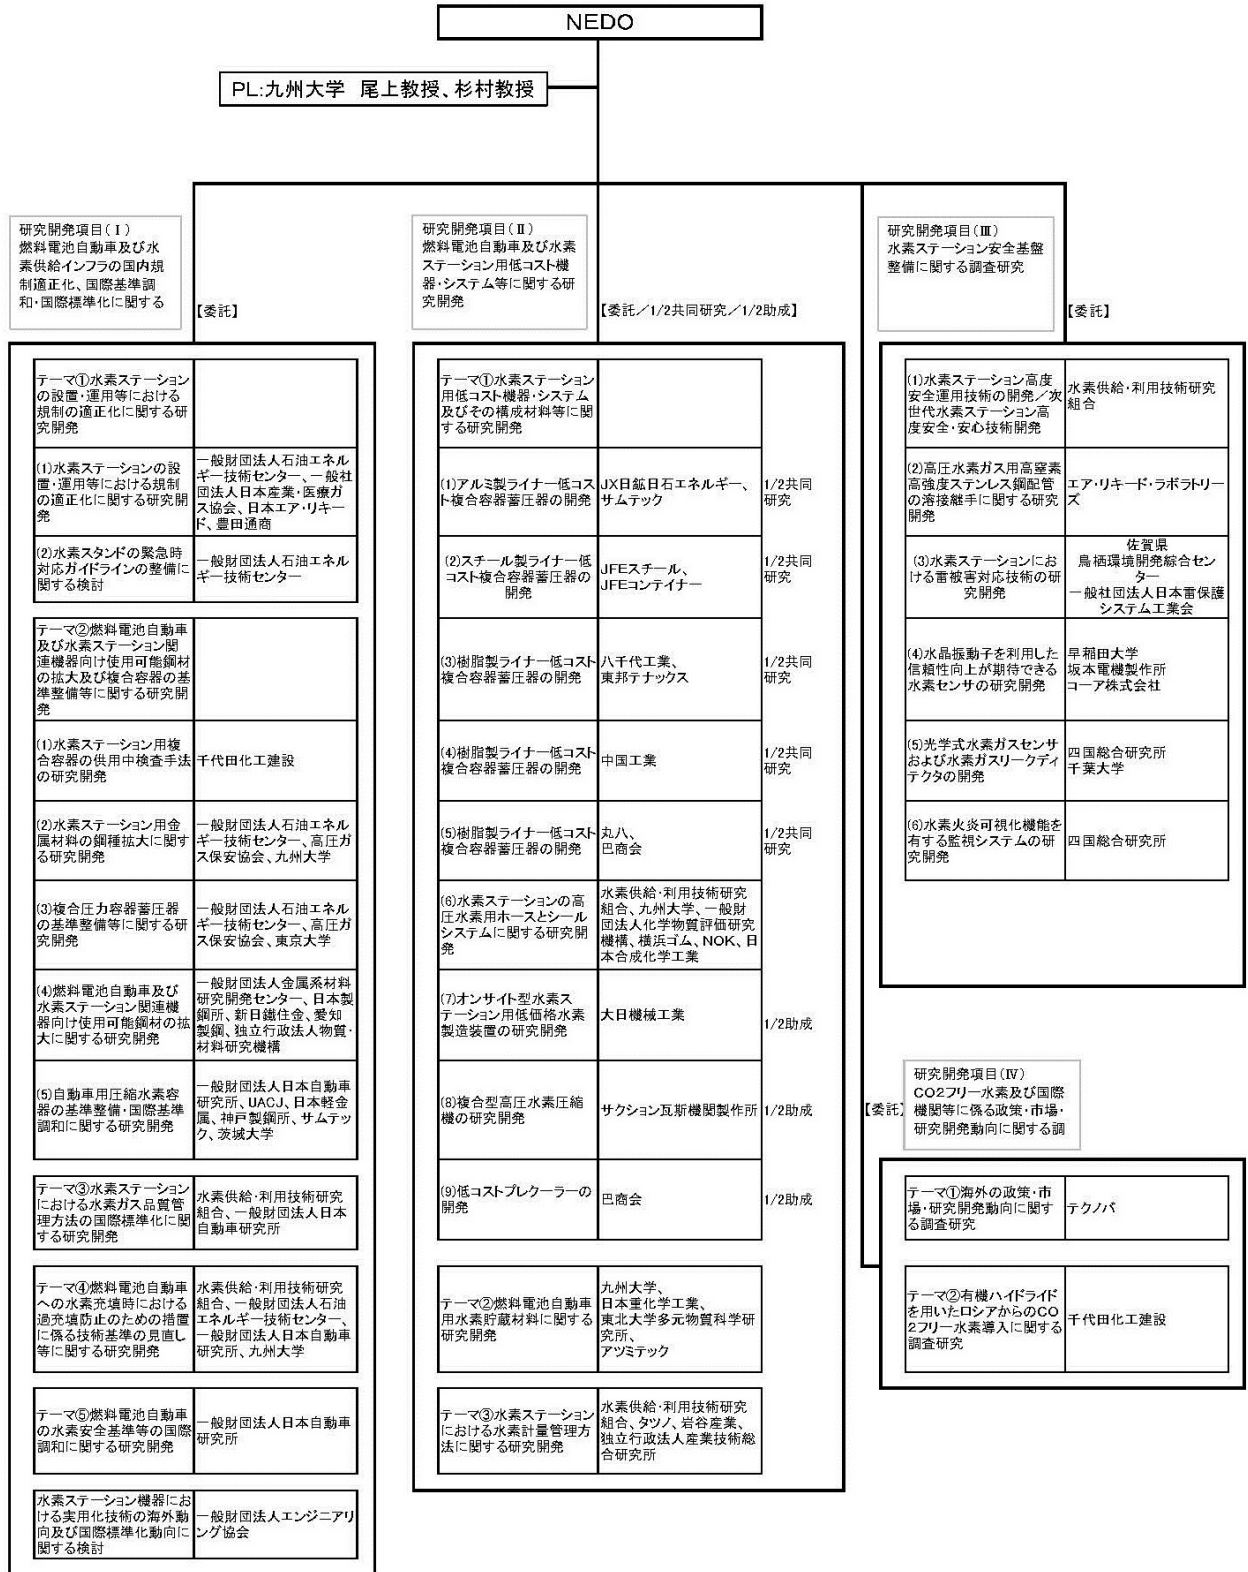 NEDO
PL:九州大学　尾上教授、杉村教授
研究開発項目(Ⅰ)
燃料電池自動車及び水
素供給インフラの国内規
制適正化、国際基準調
和・国際標準化に関する
【委託】
テーマ①水素ステーション
の設置・運用等における
規制の適正化に関する研
究開発
(1)水素ステーションの設
置・運用等における規制
の適正化に関する研究開
発
一般財団法人石油エネル
ギー技術センター、一般社
団法人日本産業・医療ガ
ス協会、日本エア・リキー
ド、豊田通商
(2)水素スタンドの緊急時
対応ガイドラインの整備に
関する検討
一般財団法人石油エネル
ギー技術センター
テーマ②燃料電池自動車
及び水素ステーション関
連機器向け使用可能鋼材
の拡大及び複合容器の基
準整備等に関する研究開
発
(1)水素ステーション用複
合容器の供用中検査手法
の研究開発
千代田化工建設
(2)水素ステーション用金
属材料の鋼種拡大に関す
る研究開発
一般財団法人石油エネル
ギー技術センター、高圧ガ
ス保安協会、九州大学
(3)複合圧力容器蓄圧器
の基準整備等に関する研
究開発
一般財団法人石油エネル
ギー技術センター、高圧ガ
ス保安協会、東京大学
(4)燃料電池自動車及び
水素ステーション関連機
器向け使用可能鋼材の拡
大に関する研究開発
一般財団法人金属系材料
研究開発センター、日本製
鋼所、新日鐵住金、愛知
製鋼、独立行政法人物質・
材料研究機構
(5)自動車用圧縮水素容
器の基準整備・国際基準
調和に関する研究開発
一般財団法人日本自動車
研究所、UACJ、日本軽金
属、神戸製鋼所、サムテッ
ク、茨城大学
テーマ③水素ステーション
における水素ガス品質管
理方法の国際標準化に関
する研究開発
水素供給・利用技術研究
組合、一般財団法人日本
自動車研究所
テーマ④燃料電池自動車
への水素充填時における
過充填防止のための措置
に係る技術基準の見直し
等に関する研究開発
水素供給・利用技術研究
組合、一般財団法人石油
エネルギー技術センター、
一般財団法人日本自動車
研究所、九州大学
テーマ⑤燃料電池自動車
の水素安全基準等の国際
調和に関する研究開発
一般財団法人日本自動車
研究所
水素ステーション機器にお
ける実用化技術の海外動
向及び国際標準化動向に
関する検討
一般財団法人エンジニアリ
ング協会
研究開発項目(Ⅱ)
燃料電池自動車及び水素
ステーション用低コスト機
器・システム等に関する研
究開発
【委託／1/2共同研究／1/2助成】
テーマ①水素ステーション
用低コスト機器・システム
及びその構成材料等に関
する研究開発
(1)アルミ製ライナー低コス
ト複合容器蓄圧器の開発
JX日鉱日石エネルギー、
サムテック
1/2共同
研究
(2)スチール製ライナー低
コスト複合容器蓄圧器の
開発
JFEスチール、
JFEコンテイナー
1/2共同
研究
(3)樹脂製ライナー低コスト
複合容器蓄圧器の開発
八千代工業、
東邦テナックス
1/2共同
研究
(4)樹脂製ライナー低コスト
複合容器蓄圧器の開発
中国工業
1/2共同
研究
(5)樹脂製ライナー低コスト
複合容器蓄圧器の開発
丸八、
巴商会
1/2共同
研究
(6)水素ステーションの高
圧水素用ホースとシール
システムに関する研究開
発
水素供給・利用技術研究
組合、九州大学、一般財
団法人化学物質評価研究
機構、横浜ゴム、NOK、日
本合成化学工業
(7)オンサイト型水素ス
テーション用低価格水素
製造装置の研究開発
大日機械工業
1/2助成
(8)複合型高圧水素圧縮
機の研究開発
サクション瓦斯機関製作所
1/2助成
(9)低コストプレクーラーの
開発
巴商会
1/2助成
テーマ②燃料電池自動車
用水素貯蔵材料に関する
研究開発
九州大学、
日本重化学工業、
東北大学多元物質科学研
究所、
アツミテック
テーマ③水素ステーション
における水素計量管理方
法に関する研究開発
水素供給・利用技術研究
組合、タツノ、岩谷産業、
独立行政法人産業技術総
合研究所
研究開発項目(Ⅲ)
水素ステーション安全基盤
整備に関する調査研究
【委託】
(1)水素ステーション高度
安全運用技術の開発／次
世代水素ステーション高
度安全・安心技術開発
水素供給・利用技術研究
組合
(2)高圧水素ガス用高窒素
高強度ステンレス鋼配管
の溶接継手に関する研究
開発
エア・リキード・ラボラトリー
ズ
(3)水素ステーションにお
ける雷被害対応技術の研
究開発
佐賀県
鳥栖環境開発綜合センター
一般社団法人日本雷保護
システム工業会
(4)水晶振動子を利用した
信頼性向上が期待できる
水素センサの研究開発
早稲田大学
坂本電機製作所
コーア株式会社
(5)光学式水素ガスセンサ
および水素ガスリークディ
テクタの開発
四国総合研究所
千葉大学
(6)水素火炎可視化機能を
有する監視システムの研
究開発
四国総合研究所
【委託】
研究開発項目(Ⅳ)
CO2フリー水素及び国際
機関等に係る政策・市場・
研究開発動向に関する調
テーマ①海外の政策・市
場・研究開発動向に関す
る調査研究
テクノバ
テーマ②有機ハイドライド
を用いたロシアからのCO
2フリー水素導入に関する
調査研究
千代田化工建設